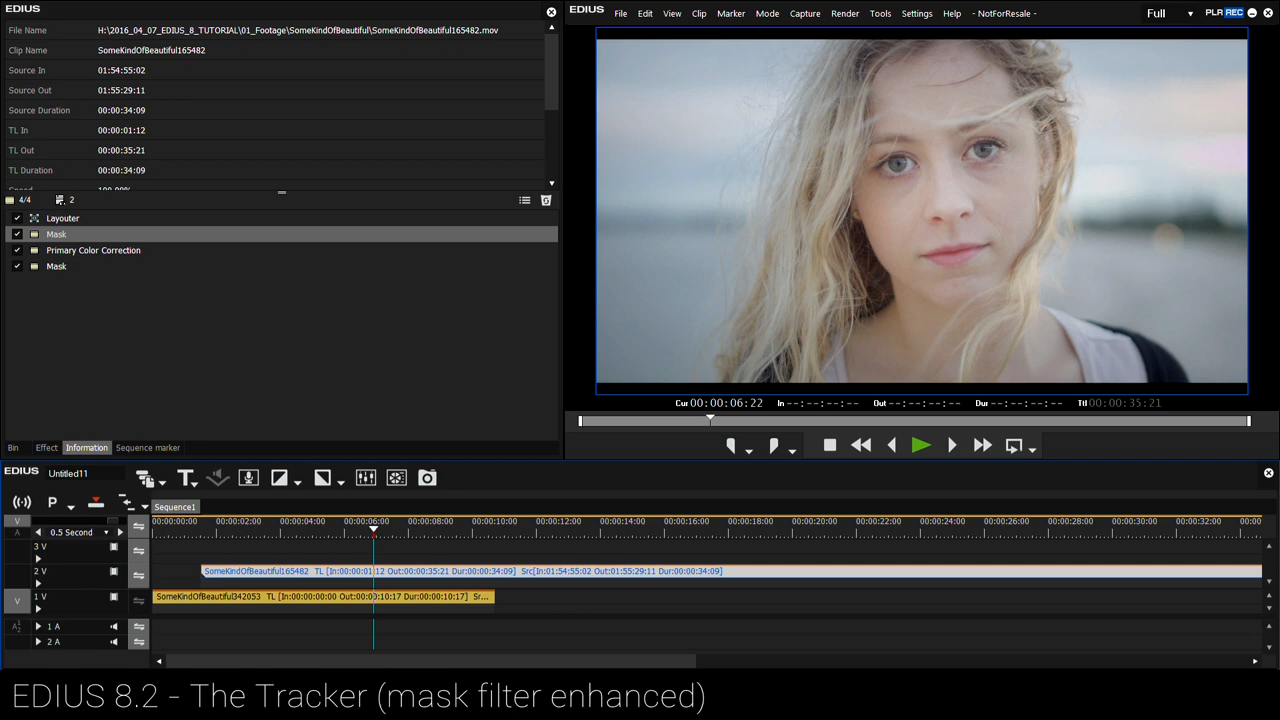 EDIUS
File Name H:\2016_04_07_EDIUS_8_TUTORIAL\01_Footage\SomeKindOfBeautiful\SomeKindOfBeautiful165482.mov
Clip Name SomeKindOfBeautiful165482
Source In 01:54:55:02
Source Out 01:55:29:11
Source Duration 00:00:34:09
TL In 00:00:01:12
TL Out 00:00:35:21
TL Duration 00:00:34:09
Speed 100.00%
4/4 2
Layouter
Mask
Primary Color Correction
Mask
Bin Effect Information Sequence marker
EDIUS File Edit View Clip Marker Mode Capture Render Tools Settings Help - NotForResale - Full PLR REC
Cur 00:00:06:22 In --:--:--:-- Out --:--:--:-- Dur --:--:--:-- Ttl 00:00:35:21
EDIUS Untitled11
Sequence1
00:00:00:00 00:00:02:00 00:00:04:00 00:00:06:00 00:00:08:00 00:00:10:00 00:00:12:00 00:00:14:00 00:00:16:00 00:00:18:00 00:00:20:00 00:00:22:00 00:00:24:00 00:00:26:00 00:00:28:00 00:00:30:00 00:00:32:00 00:00
V
A 0.5 Second
3 V
2 V SomeKindOfBeautiful165482 TL [In:00:00:01:12 Out:00:00:35:21 Dur:00:00:34:09] Src[In:01:54:55:02 Out:01:55:29:11 Dur:00:00:34:09]
V 1 V SomeKindOfBeautiful342053 TL [In:00:00:00:00 Out:00:00:10:17 Dur:00:00:10:17] Sr...
A 1 2 1 A
2 A
EDIUS 8.2 - The Tracker (mask filter enhanced)